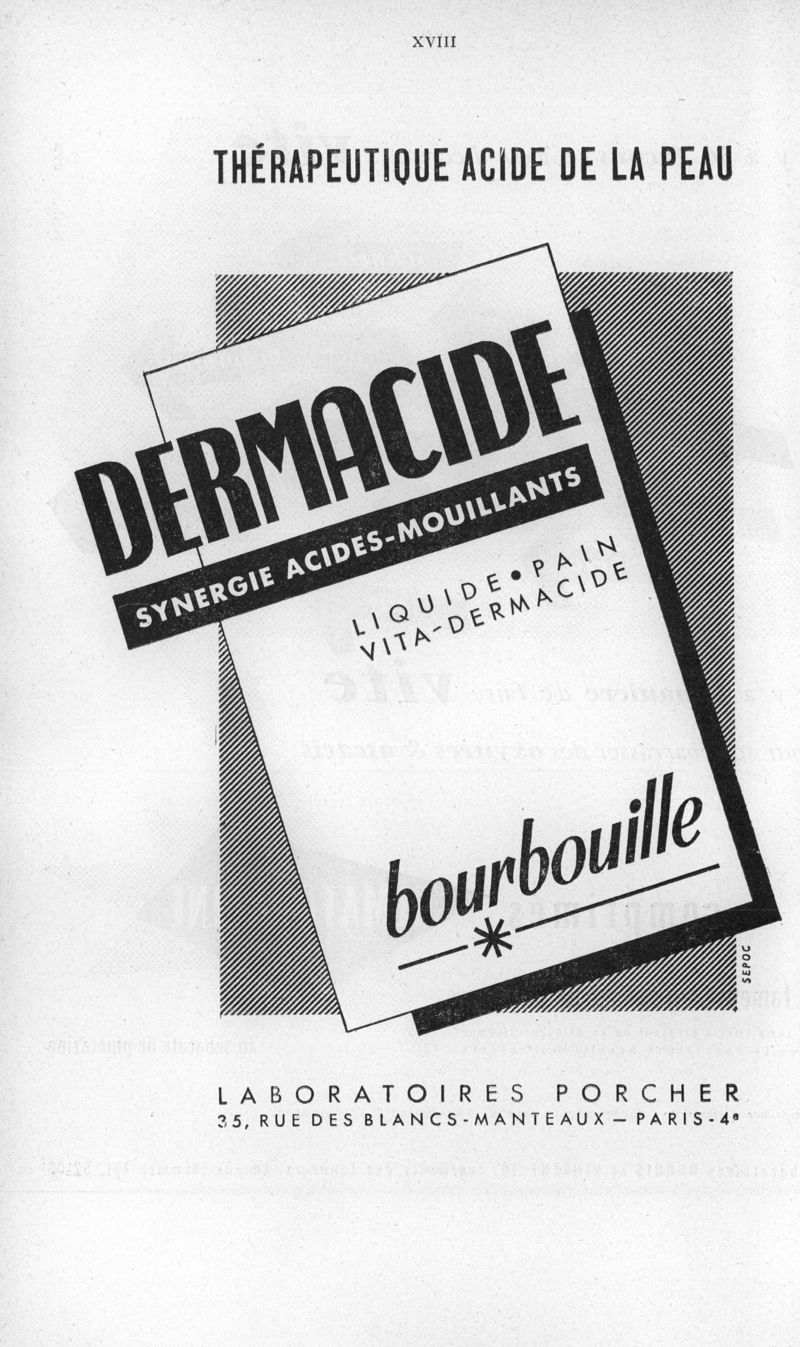 XVIII
THÉRAPEUTIQUE ACIDE DE LA PEAU
DERMACIDE
SYNERGIE ACIDES-MOUILLANTS
LIQUIDE • PAIN
VITA-DERMACIDE
bourbouille
SEPOC
LABORATOIRES PORCHER
35, RUE DES BLANCS-MANTEAUX — PARIS-4e